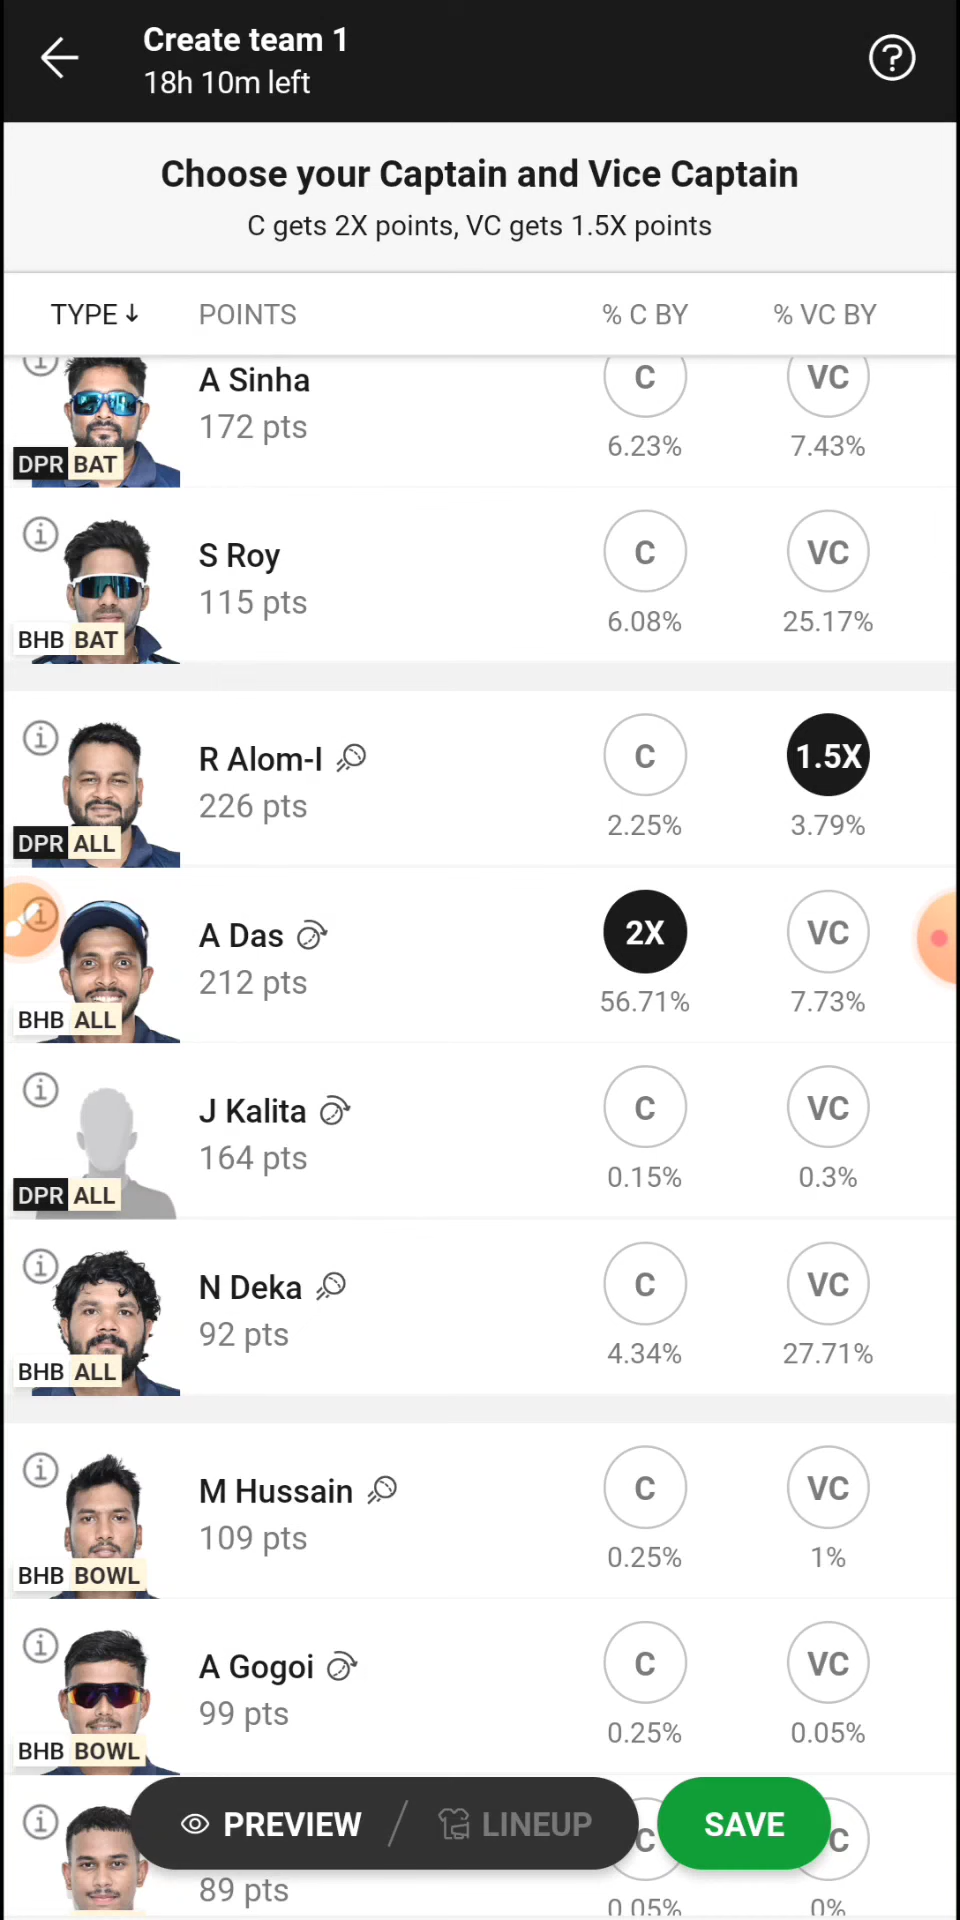 Create team 1
18h 10m left
Choose your Captain and Vice Captain
C gets 2X points, VC gets 1.5X points
TYPE↓ POINTS % C BY % VC BY
A Sinha C VC
172 pts
6.23% 7.43%
DPR BAT
S Roy C VC
115 pts
6.08% 25.17%
BHB BAT
R Alom-I C 1.5X
226 pts
2.25% 3.79%
DPR ALL
A Das 2X VC
212 pts
56.71% 7.73%
BHB ALL
J Kalita C VC
164 pts
0.15% 0.3%
DPR ALL
N Deka C VC
92 pts
4.34% 27.71%
BHB ALL
M Hussain C VC
109 pts
0.25% 1%
BHB BOWL
A Gogoi C VC
99 pts
0.25% 0.05%
BHB BOWL
PREVIEW / LINEUP C SAVE C
89 pts
0.05% 0%